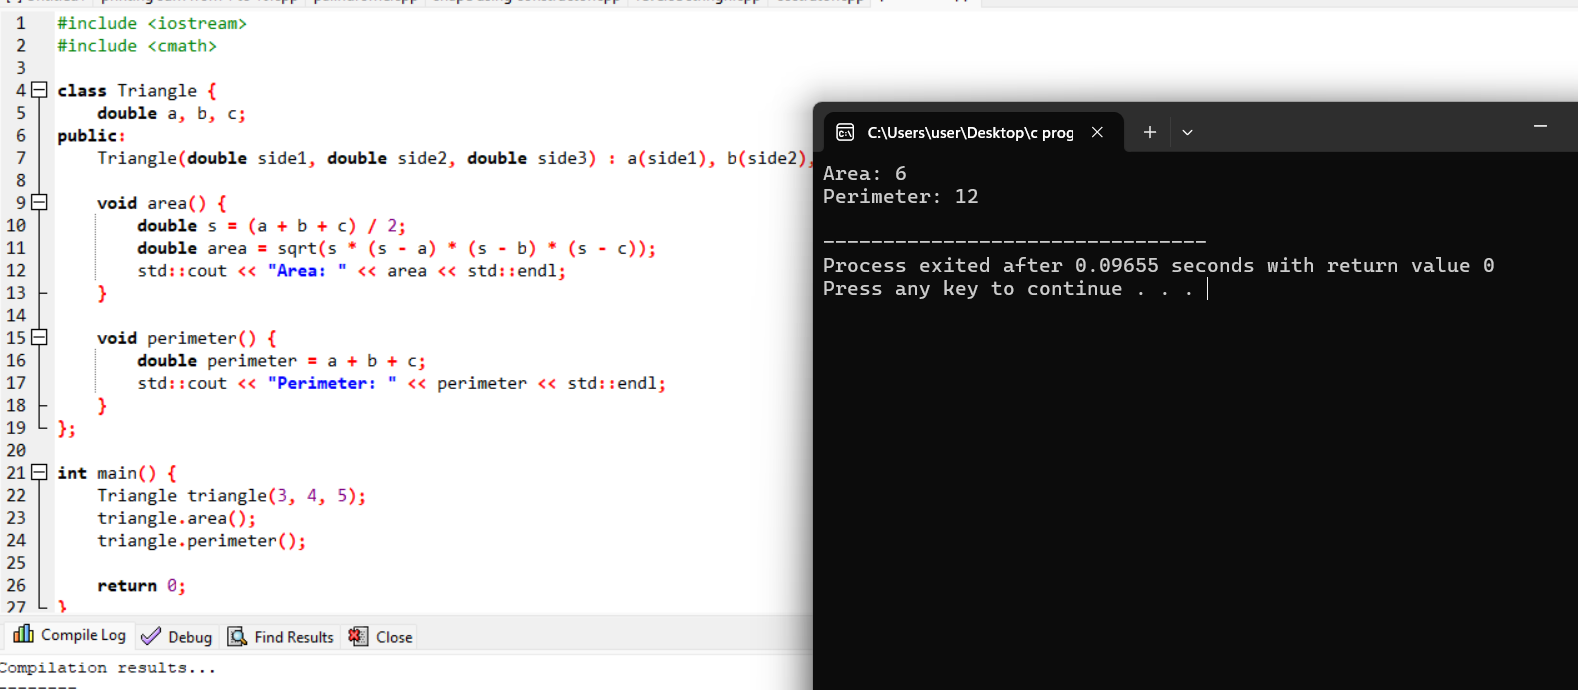 1 #include <iostream>
2 #include <cmath>
3
4 class Triangle {
5 double a, b, c;
6 public:
7 Triangle(double side1, double side2, double side3) : a(side1), b(side2),
8
9 void area() {
10 double s = (a + b + c) / 2;
11 double area = sqrt(s * (s - a) * (s - b) * (s - c));
12 std::cout << "Area: " << area << std::endl;
13 }
14
15 void perimeter() {
16 double perimeter = a + b + c;
17 std::cout << "Perimeter: " << perimeter << std::endl;
18 }
19 };
20
21 int main() {
22 Triangle triangle(3, 4, 5);
23 triangle.area();
24 triangle.perimeter();
25
26 return 0;
27 }
Compile Log Debug Find Results Close
Compilation results...
--------
C:\Users\user\Desktop\c prog
Area: 6
Perimeter: 12
--------------------------------
Process exited after 0.09655 seconds with return value 0
Press any key to continue . . .